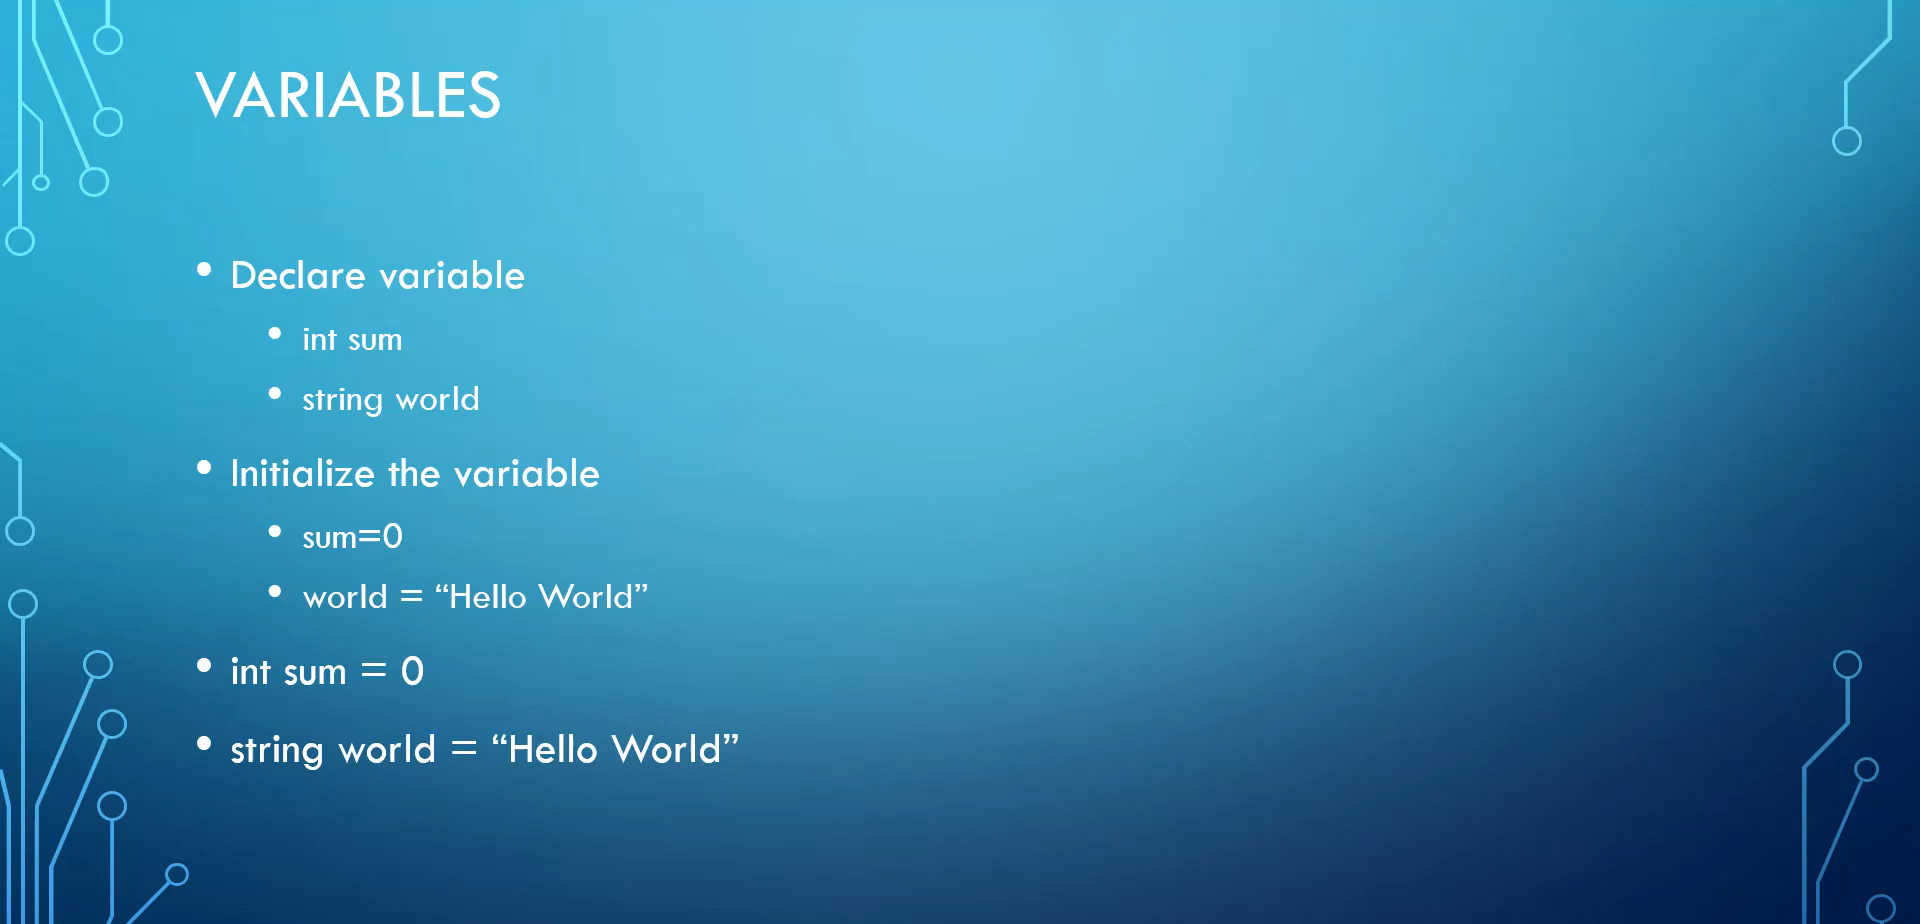 VARIABLES
• Declare variable
• int sum
• string world
• Initialize the variable
• sum=0
• world = “Hello World”
• int sum = 0
• string world = “Hello World”